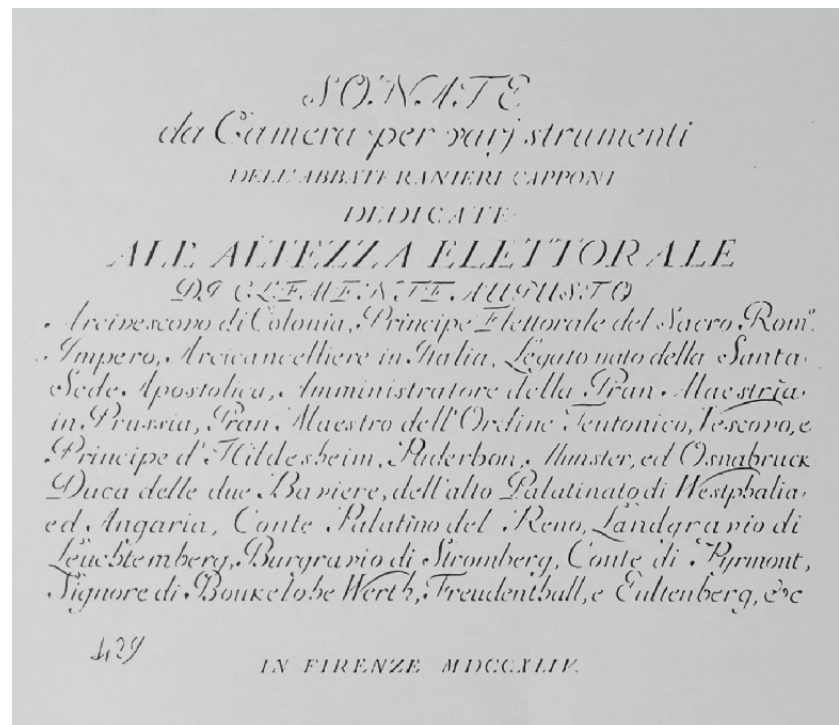 SONATE
da Camera per varj strumenti
DELL'ABBATE RANIERI CAPPONI
DEDICATE
ALL ALTEZZA ELETTORALE
DI CLEMENTE AUGUSTO
Arcivescovo di Colonia, Principe Elettorale del Sacro Romº.
Impero, Arcicancelliere in Italia, Legato nato della Santa
Sede Apostolica, Amministratore della Gran Maestria
in Prussia, Gran Maestro dell'Ordine Teutonico, Vescovo, e
Principe d'Hildesheim, Paderbon, Munster, ed Osnabruck
Duca delle due Baviere, dell'alto Palatinato di Westphalia
ed Angaria, Conte Palatino del Reno, Landgravio di
Leuchtemberg, Burgravio di Stromberg, Conte di Pyrmont,
Signore di Boukelohe Werth, Freudenthall, e Eultenberg, &c
429
IN FIRENZE MDCCXLIV.